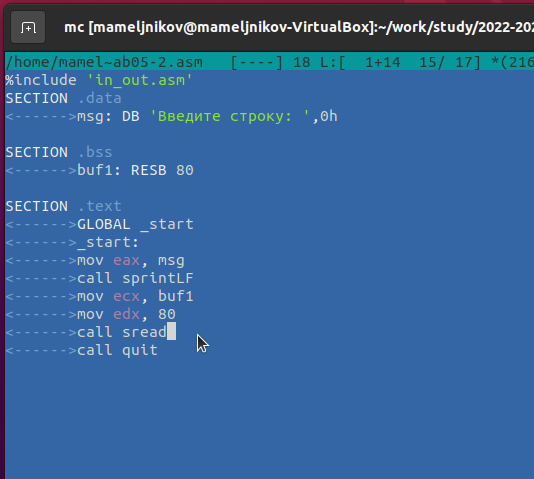 mc [mameljnikov@mameljnikov-VirtualBox]:~/work/study/2022-202
/home/mamel~ab05-2.asm   [----] 18 L:[  1+14  15/ 17] *(216
%include 'in_out.asm'
SECTION .data
<------>msg: DB 'Введите строку: ',0h
SECTION .bss
<------>buf1: RESB 80
SECTION .text
<------>GLOBAL _start
<------>_start:
<------>mov eax, msg
<------>call sprintLF
<------>mov ecx, buf1
<------>mov edx, 80
<------>call sread
<------>call quit